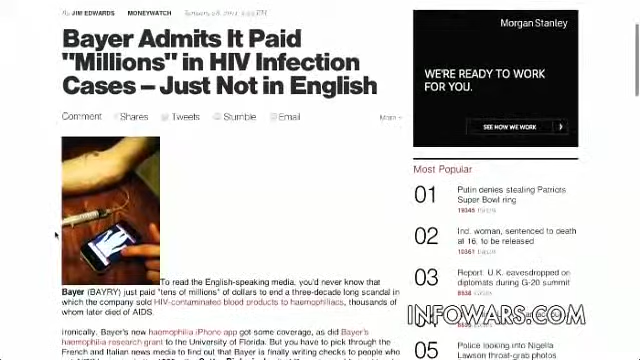 By JIM EDWARDS MONEYWATCH January 28, 2011, 1:23 PM
Bayer Admits It Paid
"Millions" in HIV Infection
Cases – Just Not in English
Comment Shares Tweets Stumble Email More
To read the English-speaking media, you'd never know that
Bayer (BAYRY) just paid "tens of millions" of dollars to end a three-decade long scandal in
which the company sold HIV-contaminated blood products to haemophiliacs, thousands of
whom later died of AIDS.
Ironically, Bayer's new haemophilia iPhone app got some coverage, as did Bayer's
haemophilia research grant to the University of Florida. But you have to pick through the
French and Italian news media to find out that Bayer is finally writing checks to people who
Morgan Stanley
WE'RE READY TO WORK
FOR YOU.
SEE HOW WE WORK
Most Popular
01 Putin denies stealing Patriots
Super Bowl ring
02 Ind. woman, sentenced to death
at 16, to be released
03 Report: U.K. eavesdropped on
diplomats during G-20 summit
INFOWARS.COM
05 Police looking into Nigella
Lawson throat-grab photos